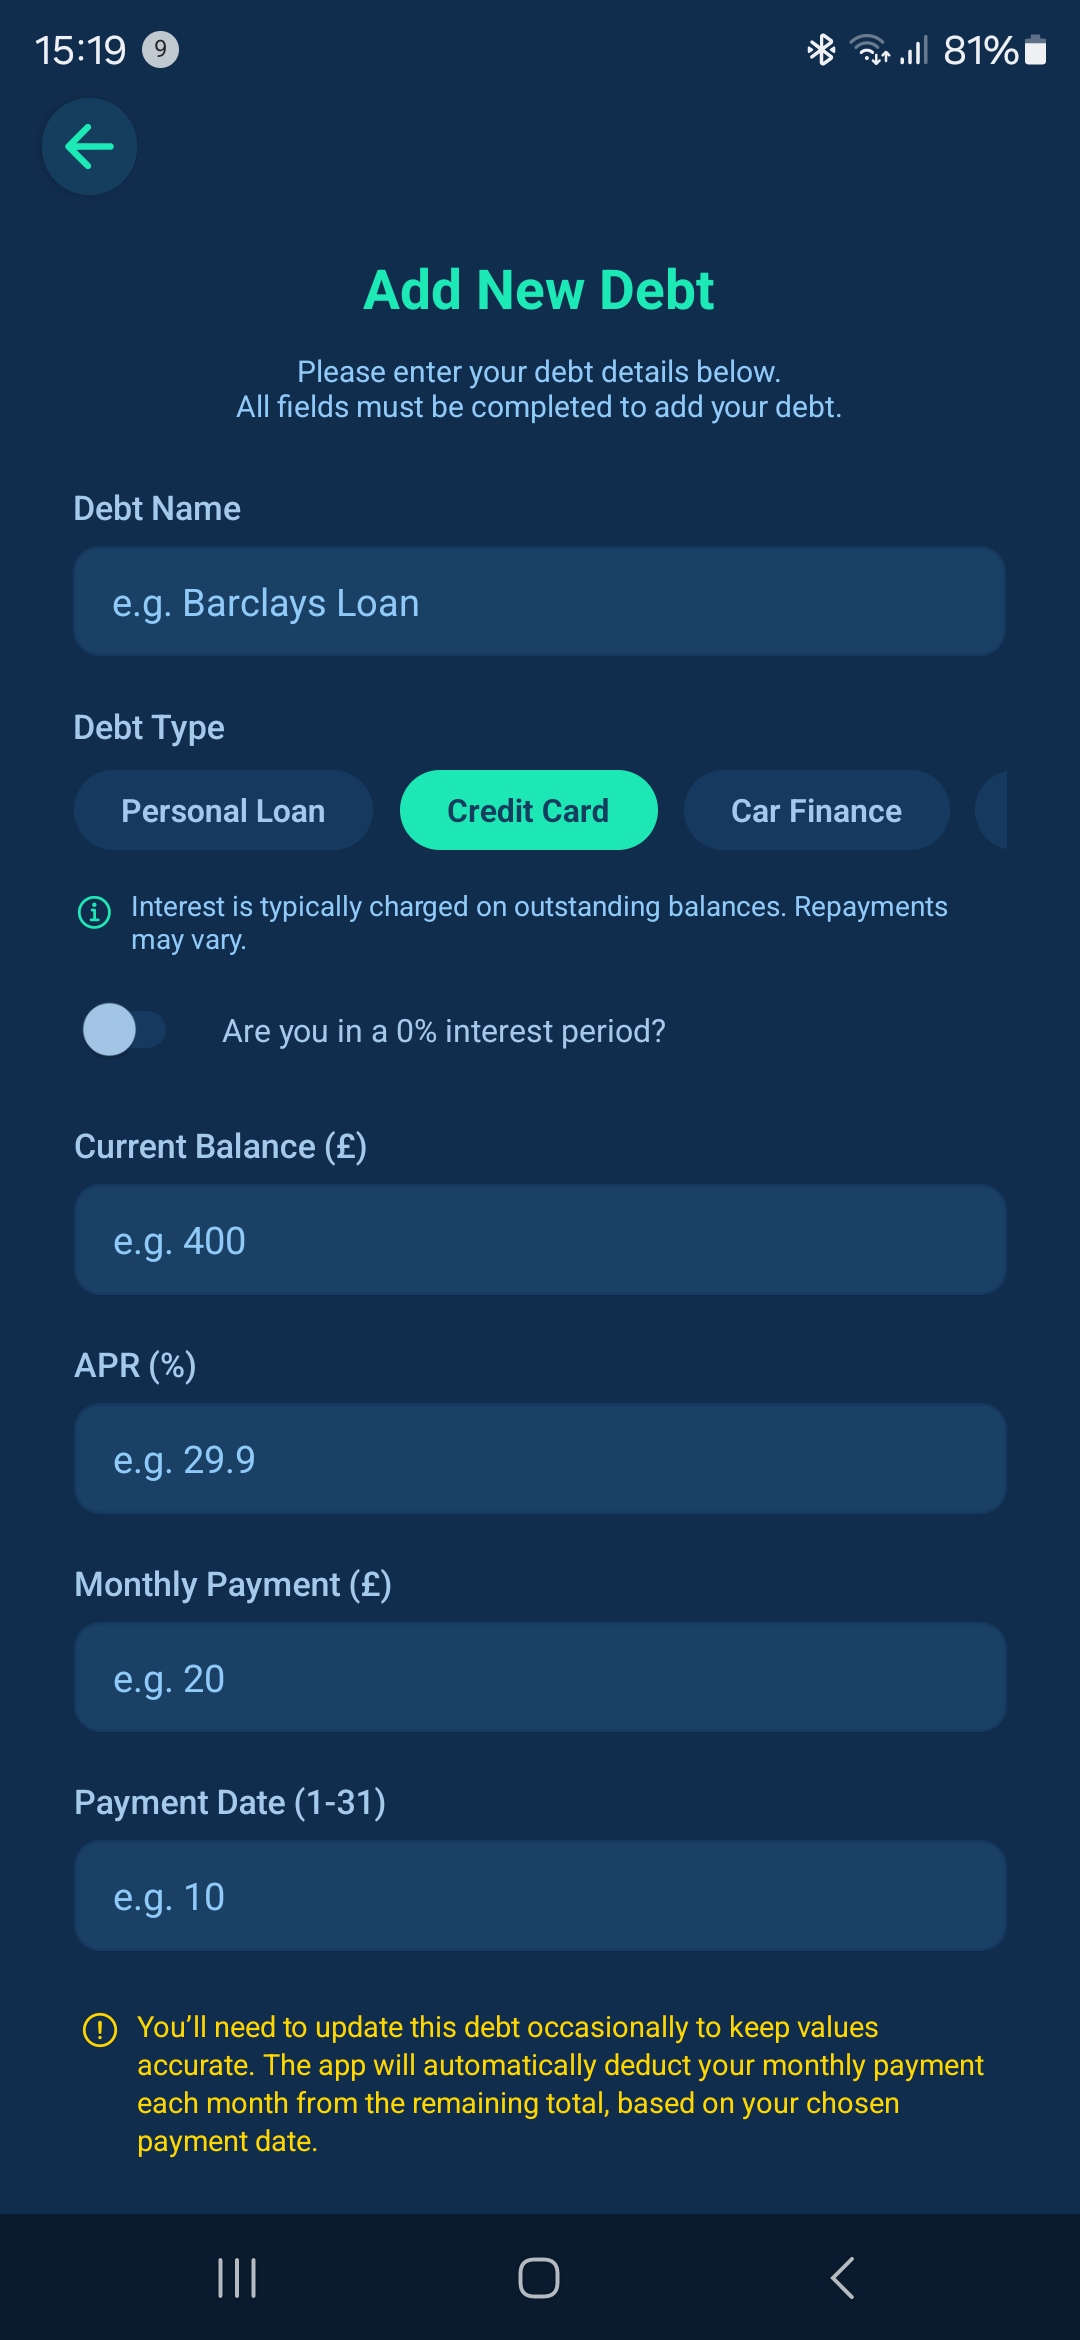 15:19 9 81%
Add New Debt
Please enter your debt details below.
All fields must be completed to add your debt.
Debt Name
e.g. Barclays Loan
Debt Type
Personal Loan Credit Card Car Finance
Interest is typically charged on outstanding balances. Repayments
may vary.
Are you in a 0% interest period?
Current Balance (£)
e.g. 400
APR (%)
e.g. 29.9
Monthly Payment (£)
e.g. 20
Payment Date (1-31)
e.g. 10
You’ll need to update this debt occasionally to keep values
accurate. The app will automatically deduct your monthly payment
each month from the remaining total, based on your chosen
payment date.